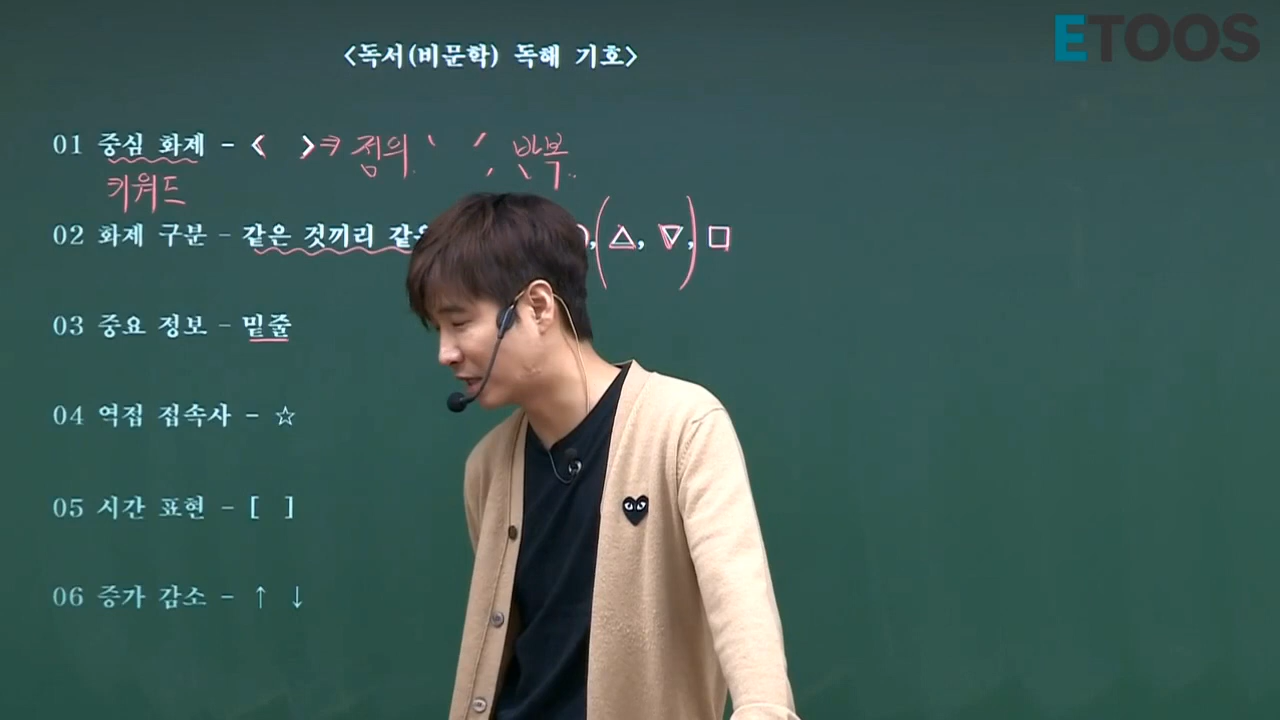 ETOOS
<독서(비문학) 독해 기호>
01 중심 화제 - < > 정의 ' ' , 반복
키워드
02 화제 구분 - 같은 것끼리 같은 , (△, ▽), □
03 중요 정보 - 밑줄
04 역접 접속사 - ☆
05 시간 표현 - [ ]
06 증가 감소 - ↑ ↓